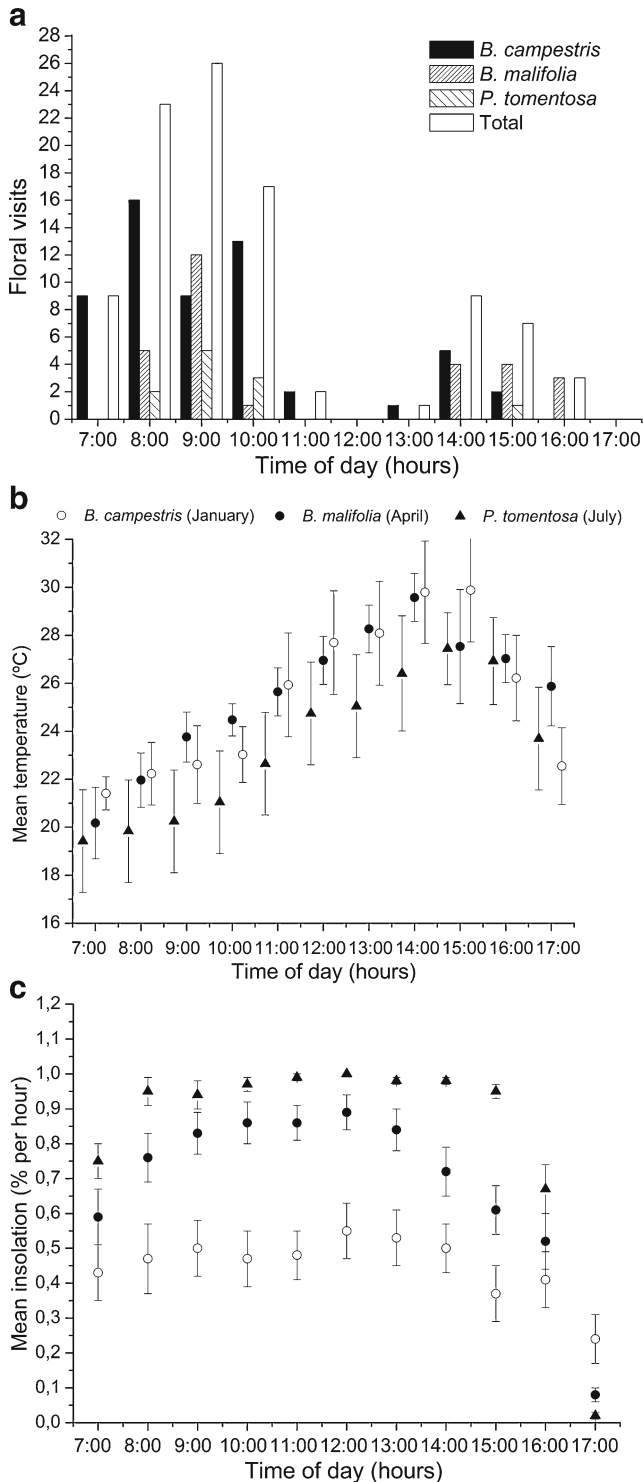 a
28
26
24
22
20
18
16
14
12
10
8
6
4
2
0
Floral visits
B. campestris
B. malifolia
P. tomentosa
Total
7:00 8:00 9:00 10:00 11:00 12:00 13:00 14:00 15:00 16:00 17:00
Time of day (hours)
b
B. campestris (January) B. malifolia (April) P. tomentosa (July)
32
30
28
26
24
22
20
18
16
Mean temperature (ºC)
7:00 8:00 9:00 10:00 11:00 12:00 13:00 14:00 15:00 16:00 17:00
Time of day (hours)
c
1,2
1,1
1,0
0,9
0,8
0,7
0,6
0,5
0,4
0,3
0,2
0,1
0,0
Mean insolation (% per hour)
7:00 8:00 9:00 10:00 11:00 12:00 13:00 14:00 15:00 16:00 17:00
Time of day (hours)